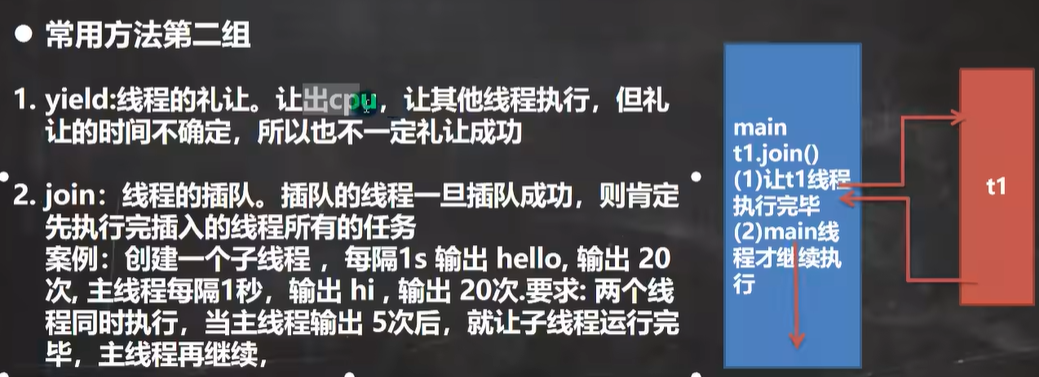 常用方法第二组
1. yield:线程的礼让。让出cpu，让其他线程执行，但礼
让的时间不确定，所以也不一定礼让成功
2. join：线程的插队。插队的线程一旦插队成功，则肯定
先执行完插入的线程所有的任务
案例：创建一个子线程 ，每隔1s 输出 hello, 输出 20
次, 主线程每隔1秒，输出 hi , 输出 20次.要求: 两个线
程同时执行，当主线程输出 5次后，就让子线程运行完
毕，主线程再继续，
main
t1.join()
(1)让t1线程
执行完毕
(2)main线
程才继续执
行
t1